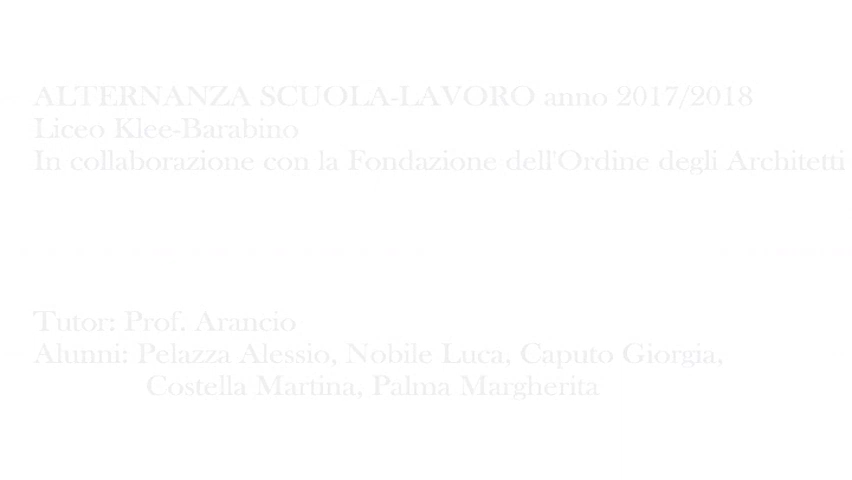 ALTERNANZA SCUOLA-LAVORO anno 2017/2018
Liceo Klee-Barabino
In collaborazione con la Fondazione dell'Ordine degli Architetti
Tutor: Prof. Arancio
Alunni: Pelazza Alessio, Nobile Luca, Caputo Giorgia,
Costella Martina, Palma Margherita